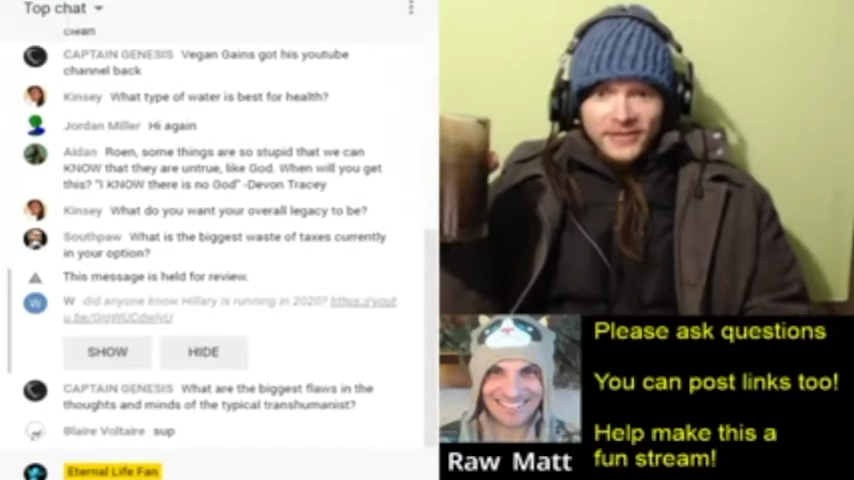 Top chat
clean
CAPTAIN GENESIS Vegan Gains got his youtube
channel back
Kinsey What type of water is best for health?
Jordan Miller Hi again
Aidan Roen, some things are so stupid that we can
KNOW that they are untrue, like God. When will you get
this? "I KNOW there is no God" -Devon Tracey
Kinsey What do you want your overall legacy to be?
Southpaw What is the biggest waste of taxes currently
in your option?
This message is held for review.
W W did anyone know Hillary is running in 2020? https://yout
SHOW HIDE
CAPTAIN GENESIS What are the biggest flaws in the
thoughts and minds of the typical transhumanist?
Blaire Voltaire sup
Eternal Life Fan
Raw Matt
Please ask questions
You can post links too!
Help make this a
fun stream!